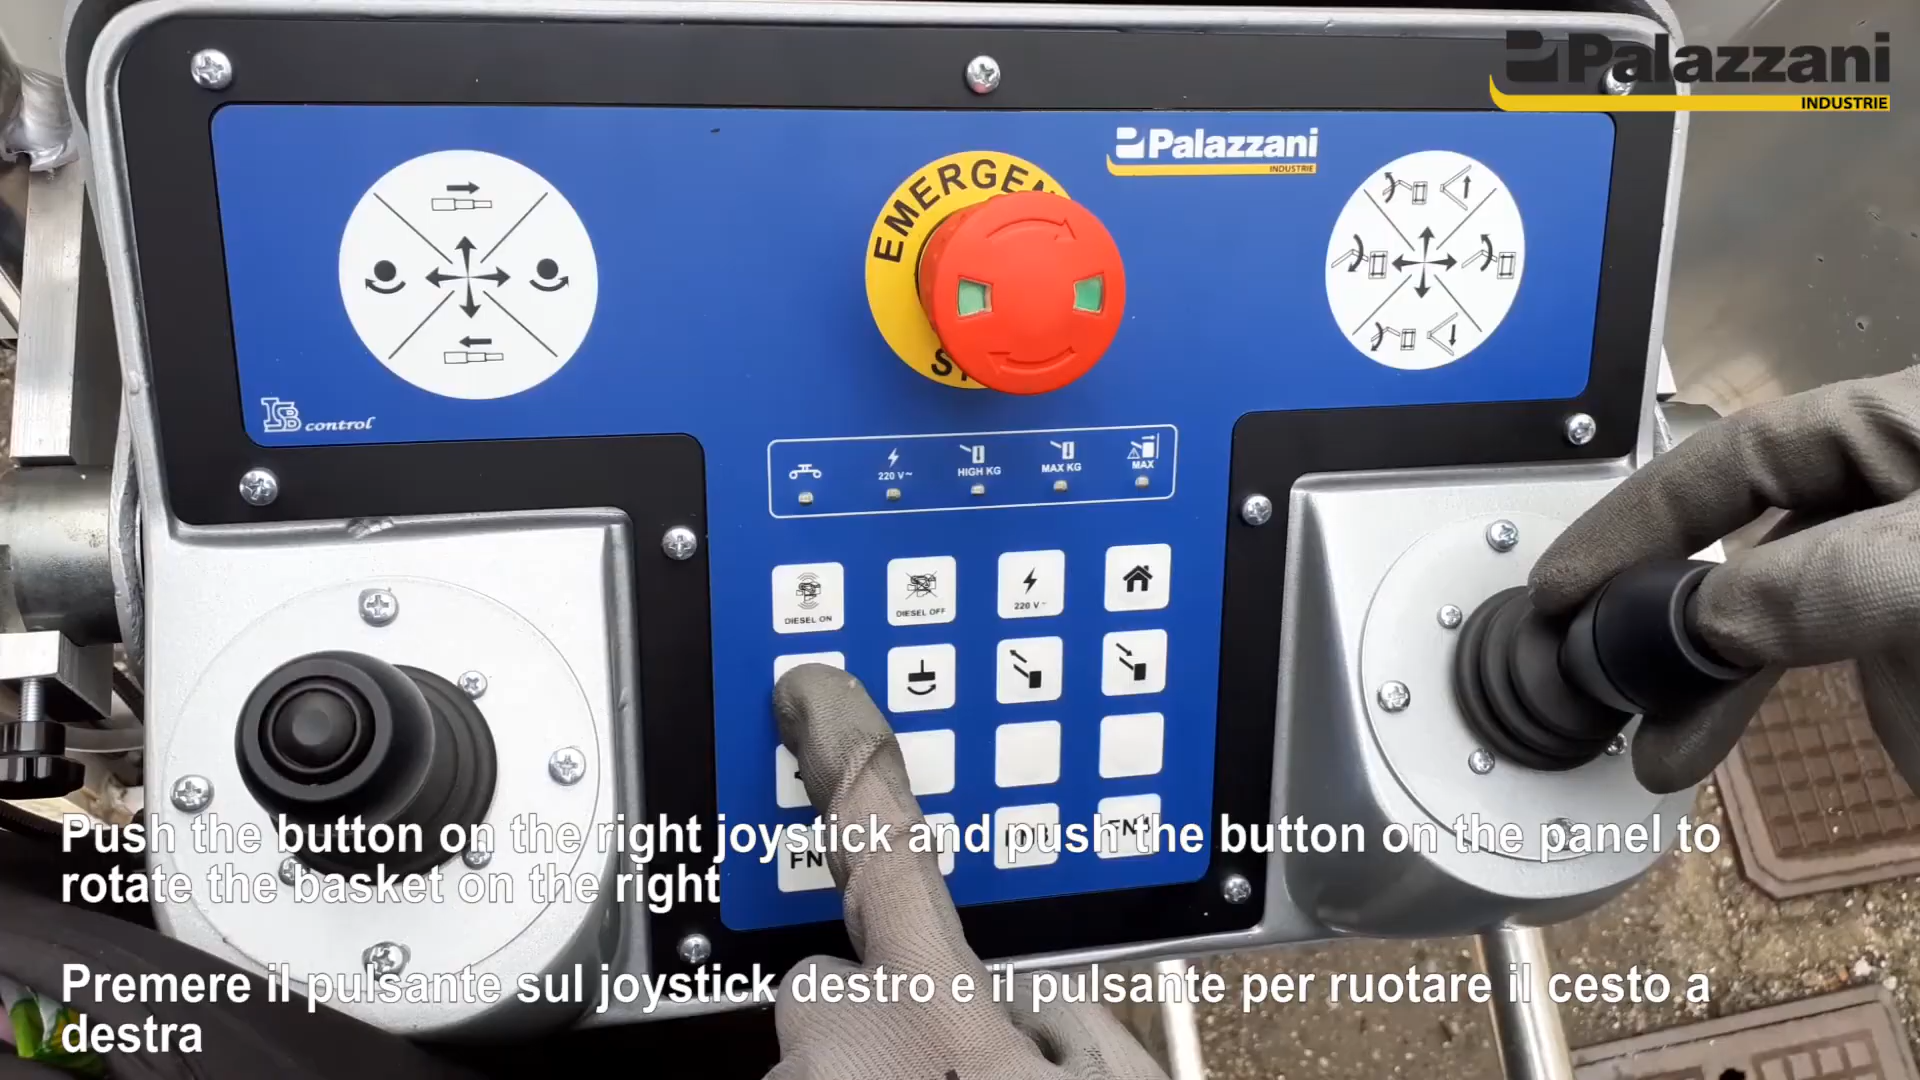 Palazzani
INDUSTRIE
Palazzani
INDUSTRIE
EMERGEN
ISB control
220 V~
HIGH KG
MAX KG
MAX
DIESEL ON
DIESEL OFF
220 V~
Push the button on the right joystick and push the button on the panel to
rotate the basket on the right
Premere il pulsante sul joystick destro e il pulsante per ruotare il cesto a
destra